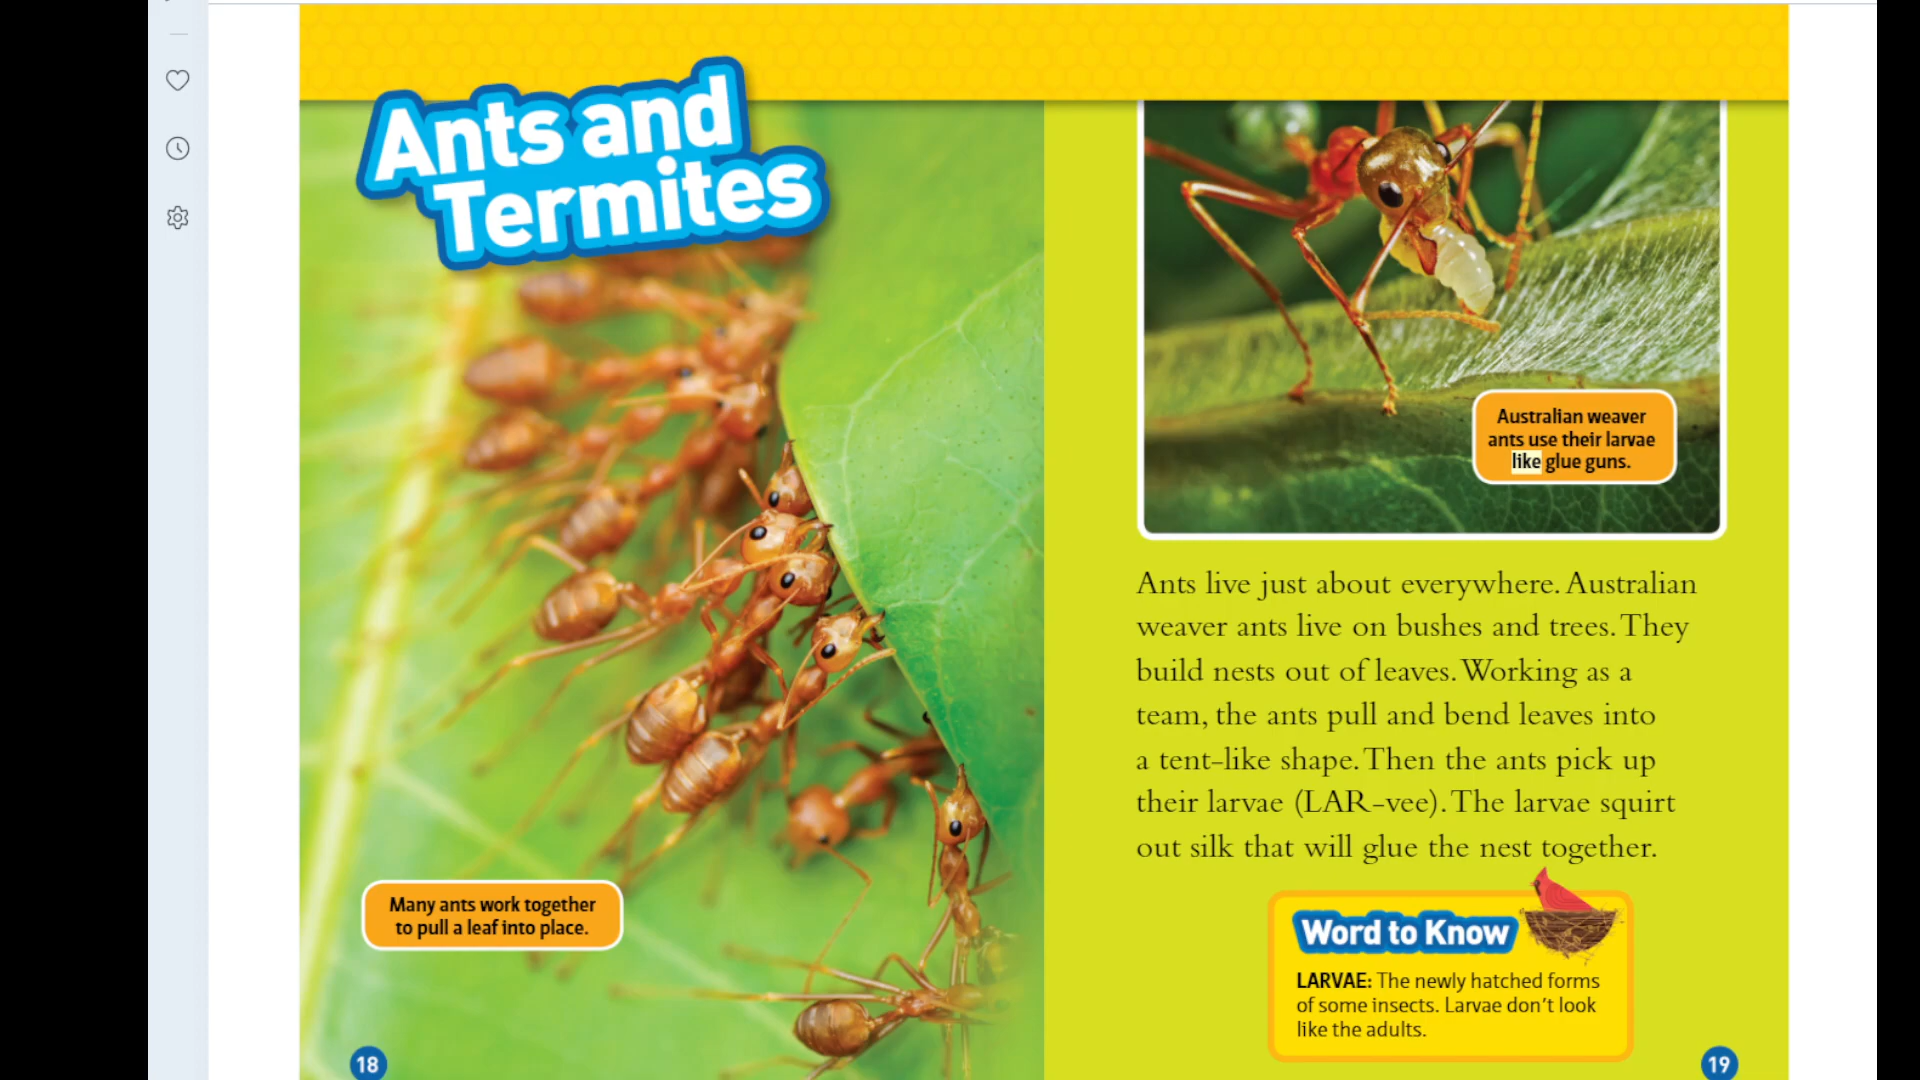 Ants and
Termites
Many ants work together
to pull a leaf into place.
18
Australian weaver
ants use their larvae
like glue guns.
Ants live just about everywhere. Australian
weaver ants live on bushes and trees. They
build nests out of leaves. Working as a
team, the ants pull and bend leaves into
a tent-like shape. Then the ants pick up
their larvae (LAR-vee). The larvae squirt
out silk that will glue the nest together.
Word to Know
LARVAE: The newly hatched forms
of some insects. Larvae don't look
like the adults.
19